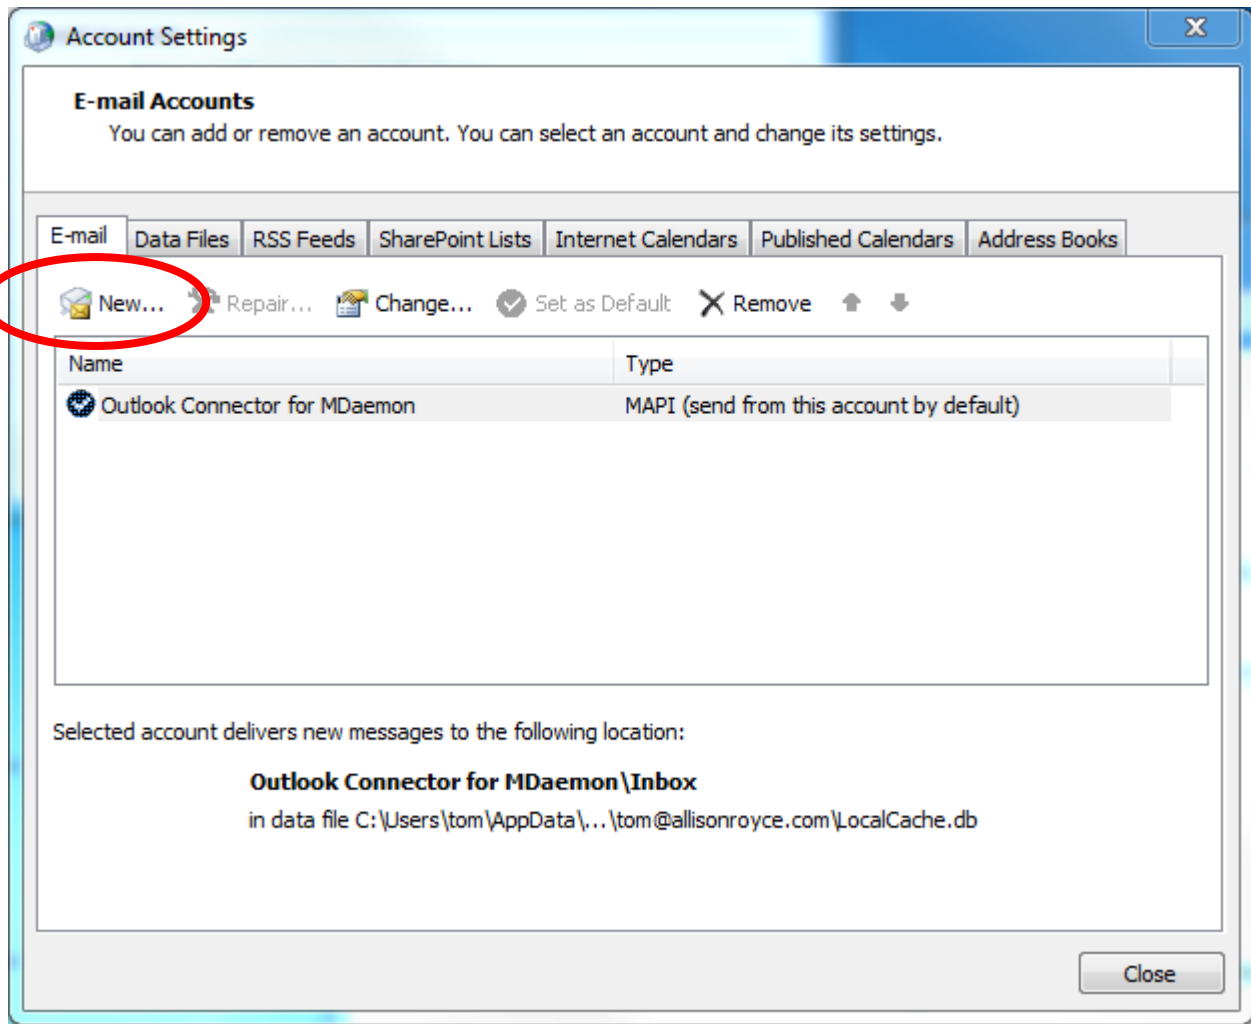 Account Settings
E-mail Accounts
You can add or remove an account. You can select an account and change its settings.
E-mail Data Files RSS Feeds SharePoint Lists Internet Calendars Published Calendars Address Books
New... Repair... Change... Set as Default Remove
Name Type
Outlook Connector for MDaemon MAPI (send from this account by default)
Selected account delivers new messages to the following location:
Outlook Connector for MDaemon\Inbox
in data file C:\Users\tom\AppData\...\tom@allisonroyce.com\LocalCache.db
Close